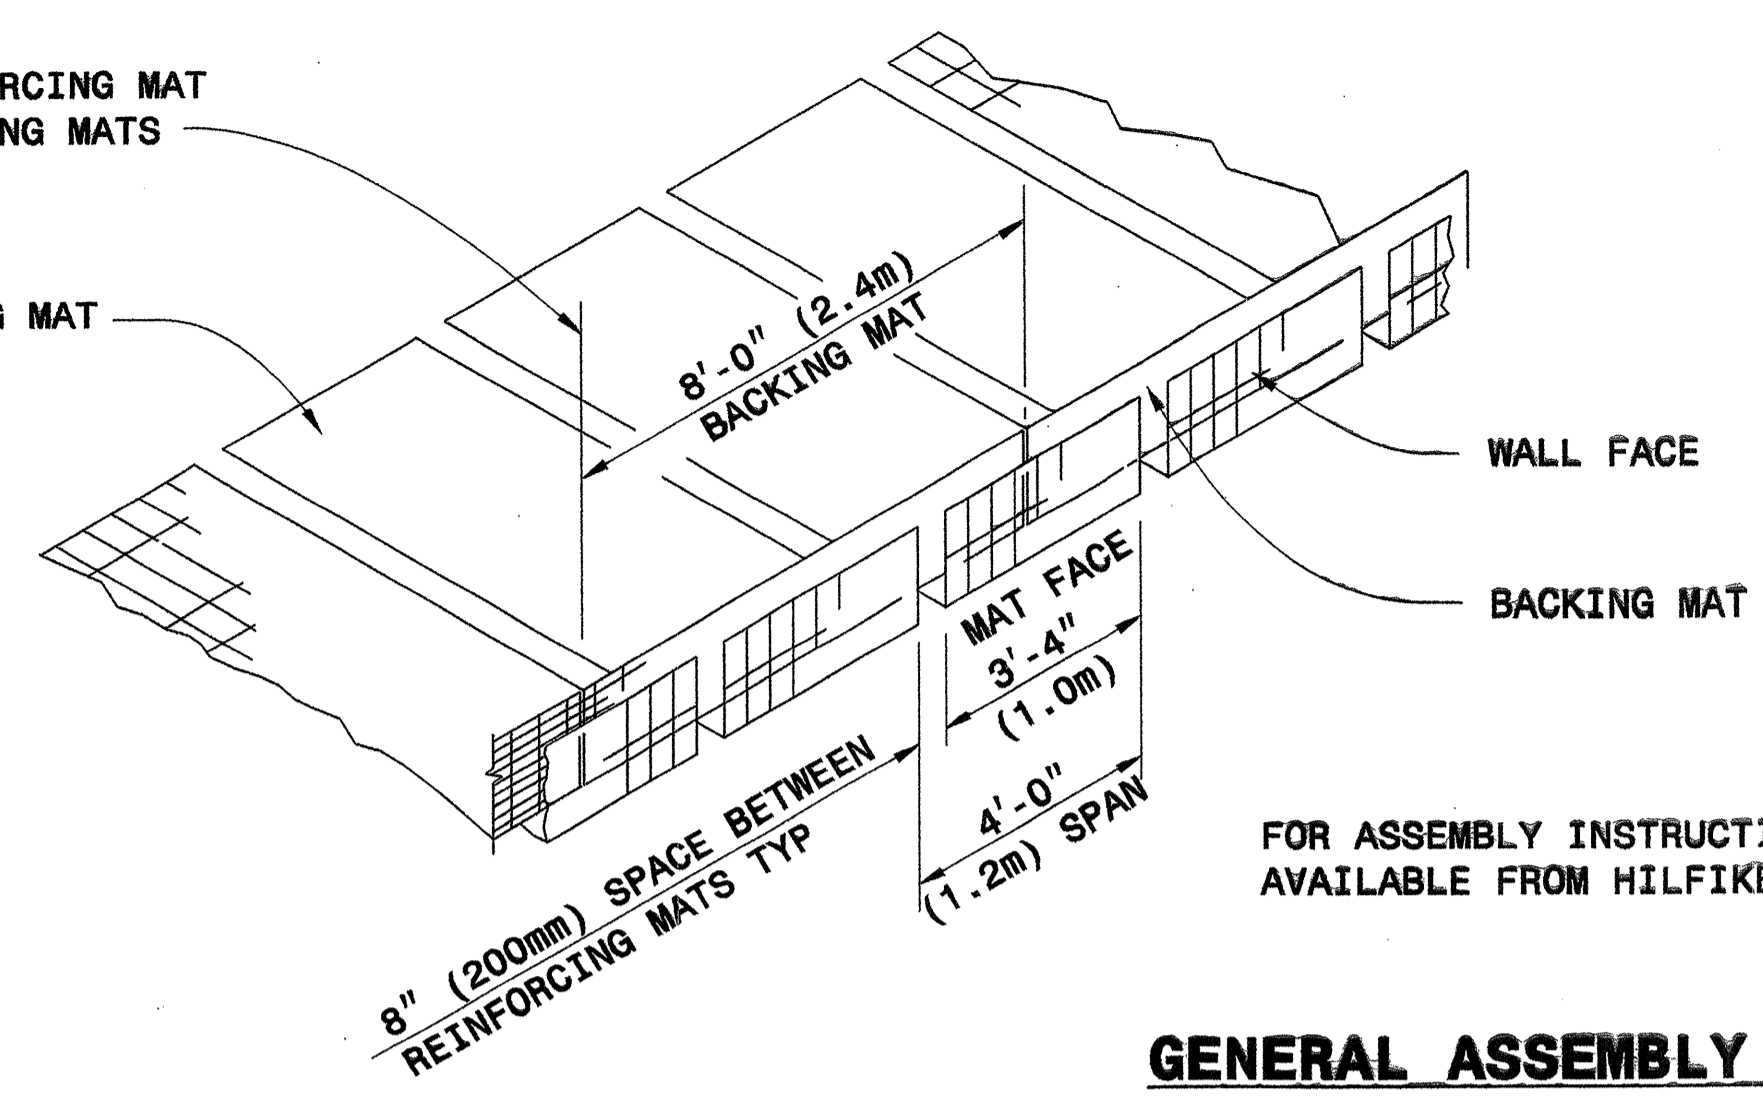 RCING MAT
NG MATS
G MAT
8'-0" (2.4m)
BACKING MAT
WALL FACE
BACKING MAT
MAT FACE
3'-4"
(1.0m)
4'-0"
(1.2m) SPAN
8" (200mm) SPACE BETWEEN
REINFORCING MATS TYP
FOR ASSEMBLY INSTRUCTI
AVAILABLE FROM HILFIKE
GENERAL ASSEMBLY